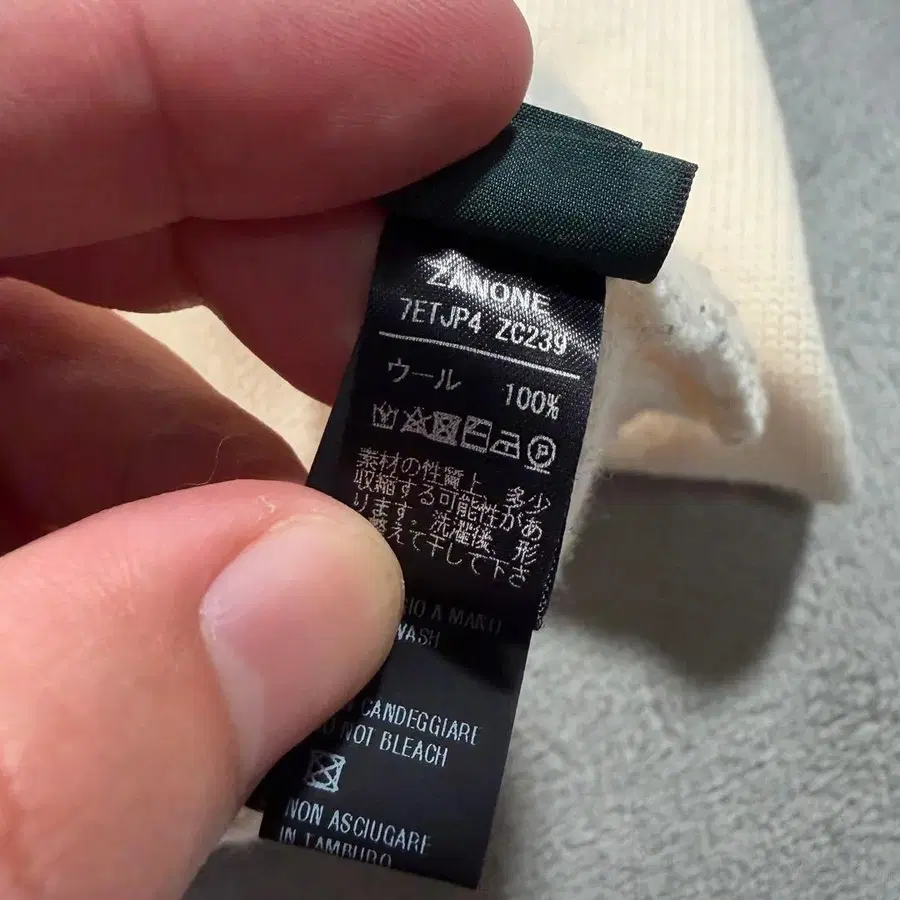 ZANONE
7ETJP4 ZC239
ウール 100%
P
素材の性質上、多少
収縮する可能性があ
ります。洗濯後、形
整えて干して下さ
IO A MANO
WASH
CANDEGGIARE
NOT BLEACH
NON ASCIUGARE
IN TAMBURO